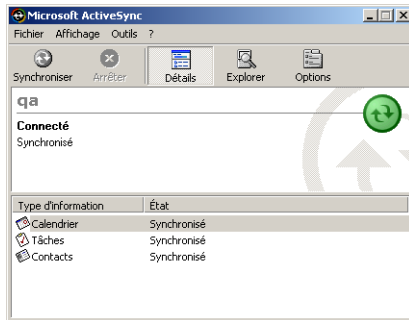 Microsoft ActiveSync
Fichier Affichage Outils ?
Synchroniser Arrêter Détails Explorer Options
qa
Connecté
Synchronisé
Type d'information État
Calendrier Synchronisé
Tâches Synchronisé
Contacts Synchronisé